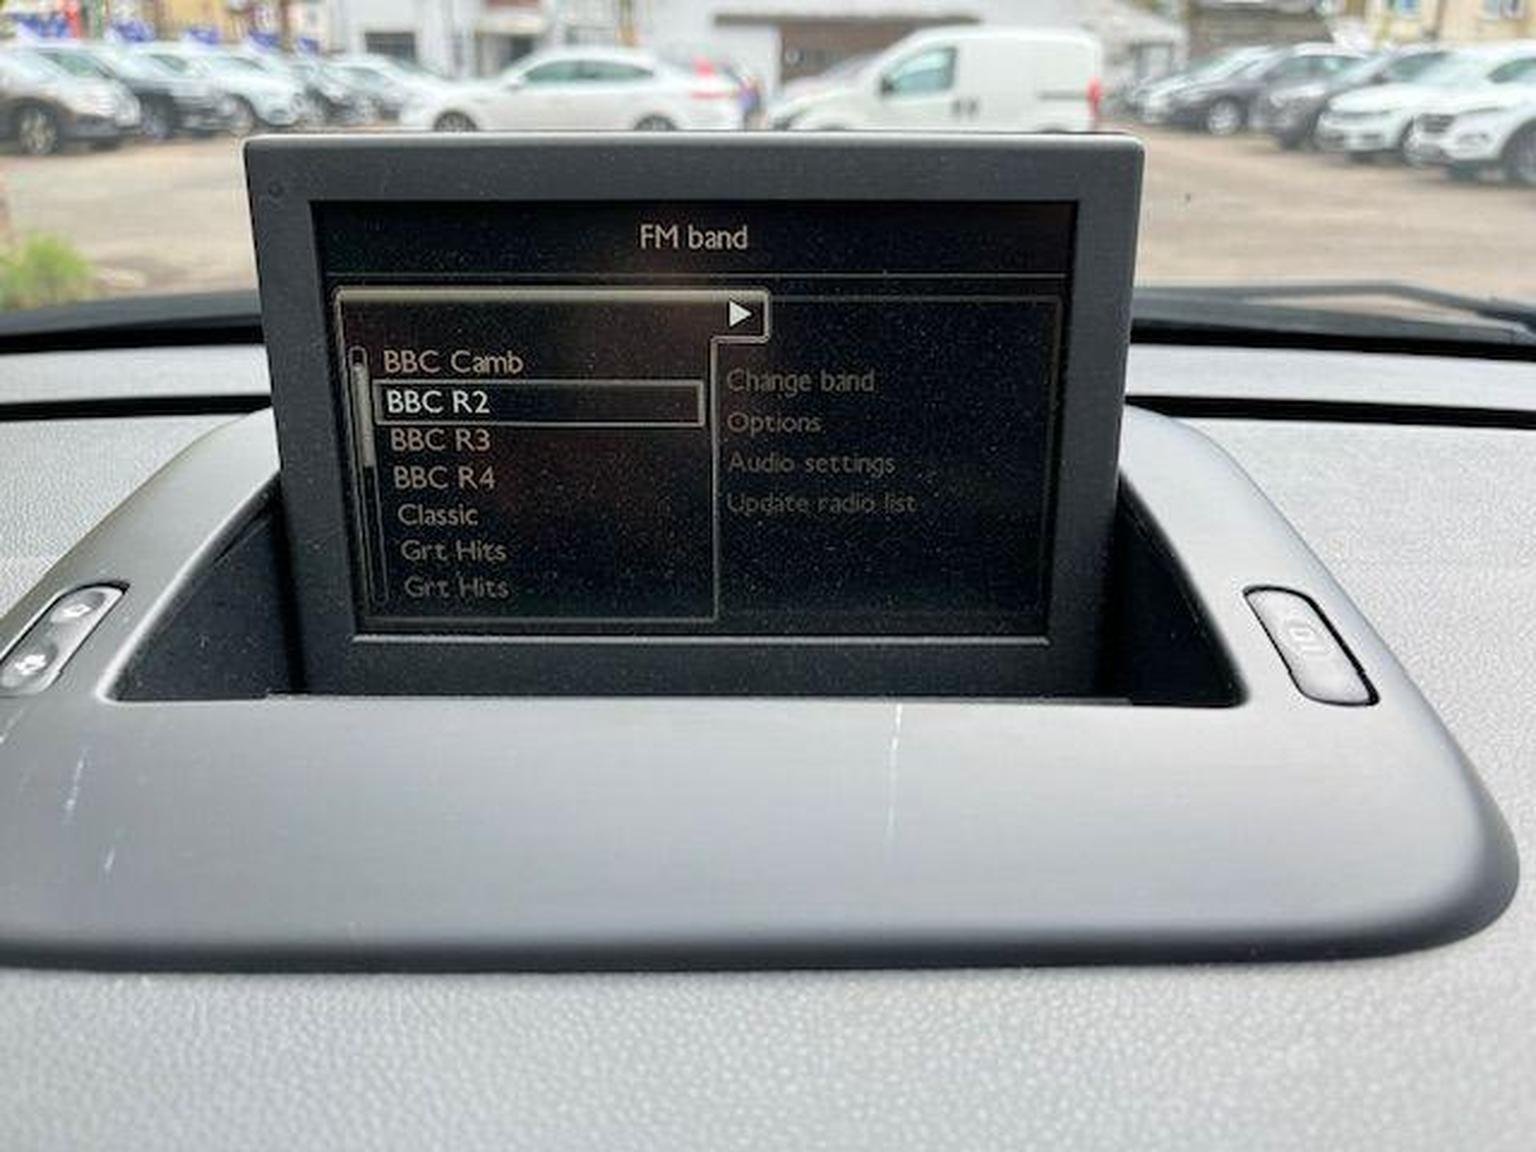 FM band
BBC Camb
BBC R2
BBC R3
BBC R4
Classic
Grt Hits
Grt Hits
Change band
Options
Audio settings
Update radio list